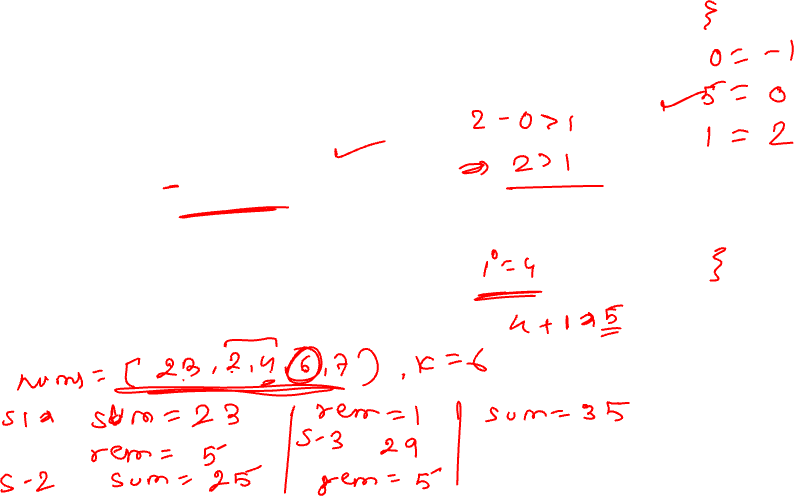 }
0 = -1
5 = 0
2 - 0 > 1
1 = 2
⇒ 2 > 1
i = 4
}
4 + 1 ⇒ 5
nums = [ 23, 2, 4, 6, 7 ), K = 6
S1 ⇒ sum = 23 | rem = 1 | sum = 35
rem = 5 | S-3 29
S-2 sum = 25 | rem = 5